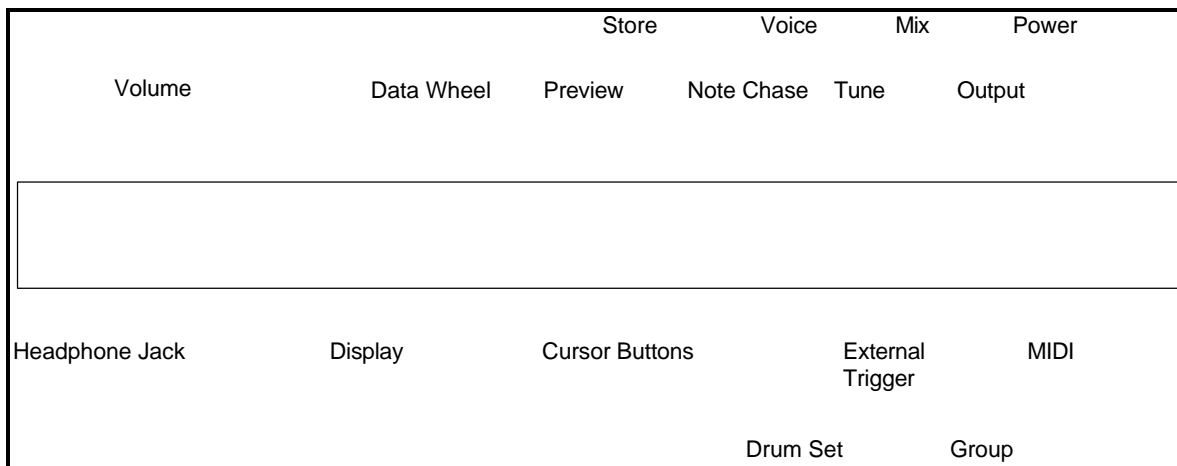 Store Voice Mix Power
Volume Data Wheel Preview Note Chase Tune Output
Headphone Jack Display Cursor Buttons External MIDI
Trigger
Drum Set Group